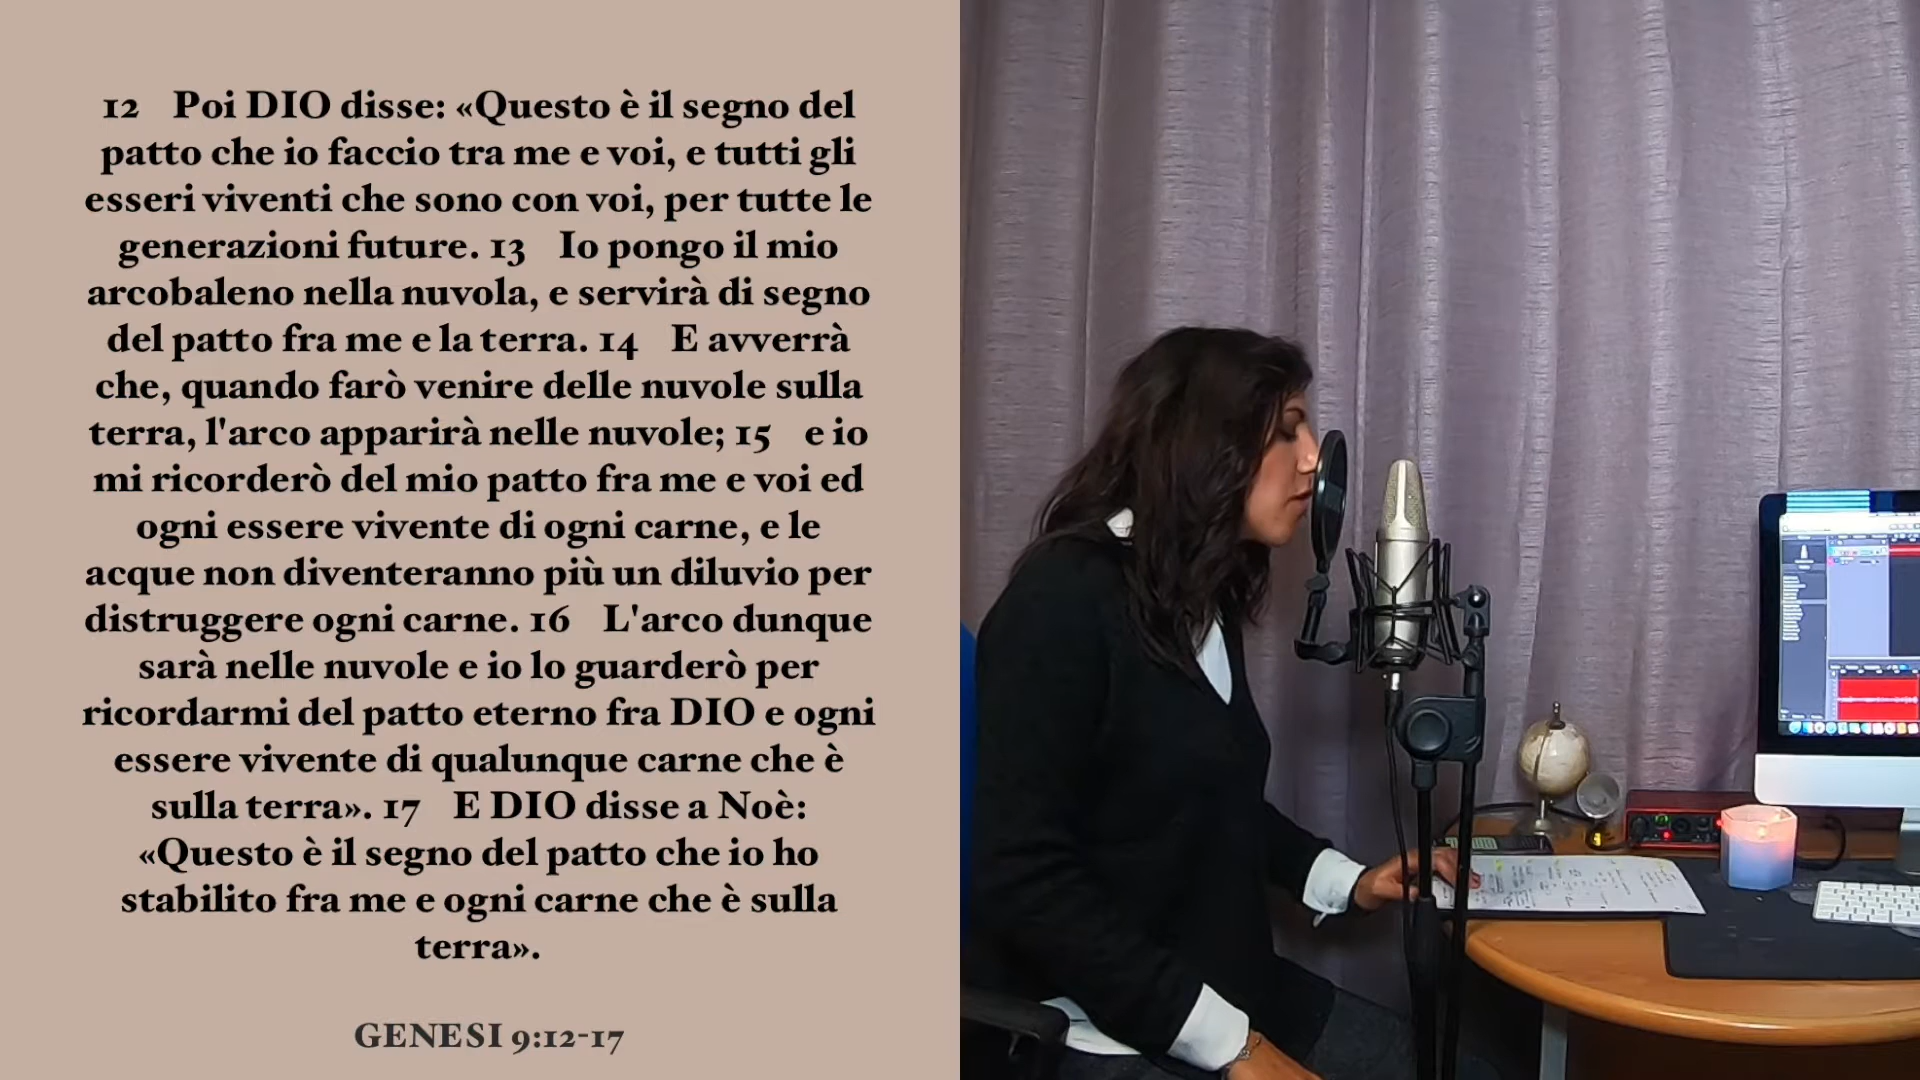 12 Poi DIO disse: «Questo è il segno del
patto che io faccio tra me e voi, e tutti gli
esseri viventi che sono con voi, per tutte le
generazioni future. 13 Io pongo il mio
arcobaleno nella nuvola, e servirà di segno
del patto fra me e la terra. 14 E avverrà
che, quando farò venire delle nuvole sulla
terra, l'arco apparirà nelle nuvole; 15 e io
mi ricorderò del mio patto fra me e voi ed
ogni essere vivente di ogni carne, e le
acque non diventeranno più un diluvio per
distruggere ogni carne. 16 L'arco dunque
sarà nelle nuvole e io lo guarderò per
ricordarmi del patto eterno fra DIO e ogni
essere vivente di qualunque carne che è
sulla terra». 17 E DIO disse a Noè:
«Questo è il segno del patto che io ho
stabilito fra me e ogni carne che è sulla
terra».
GENESI 9:12-17